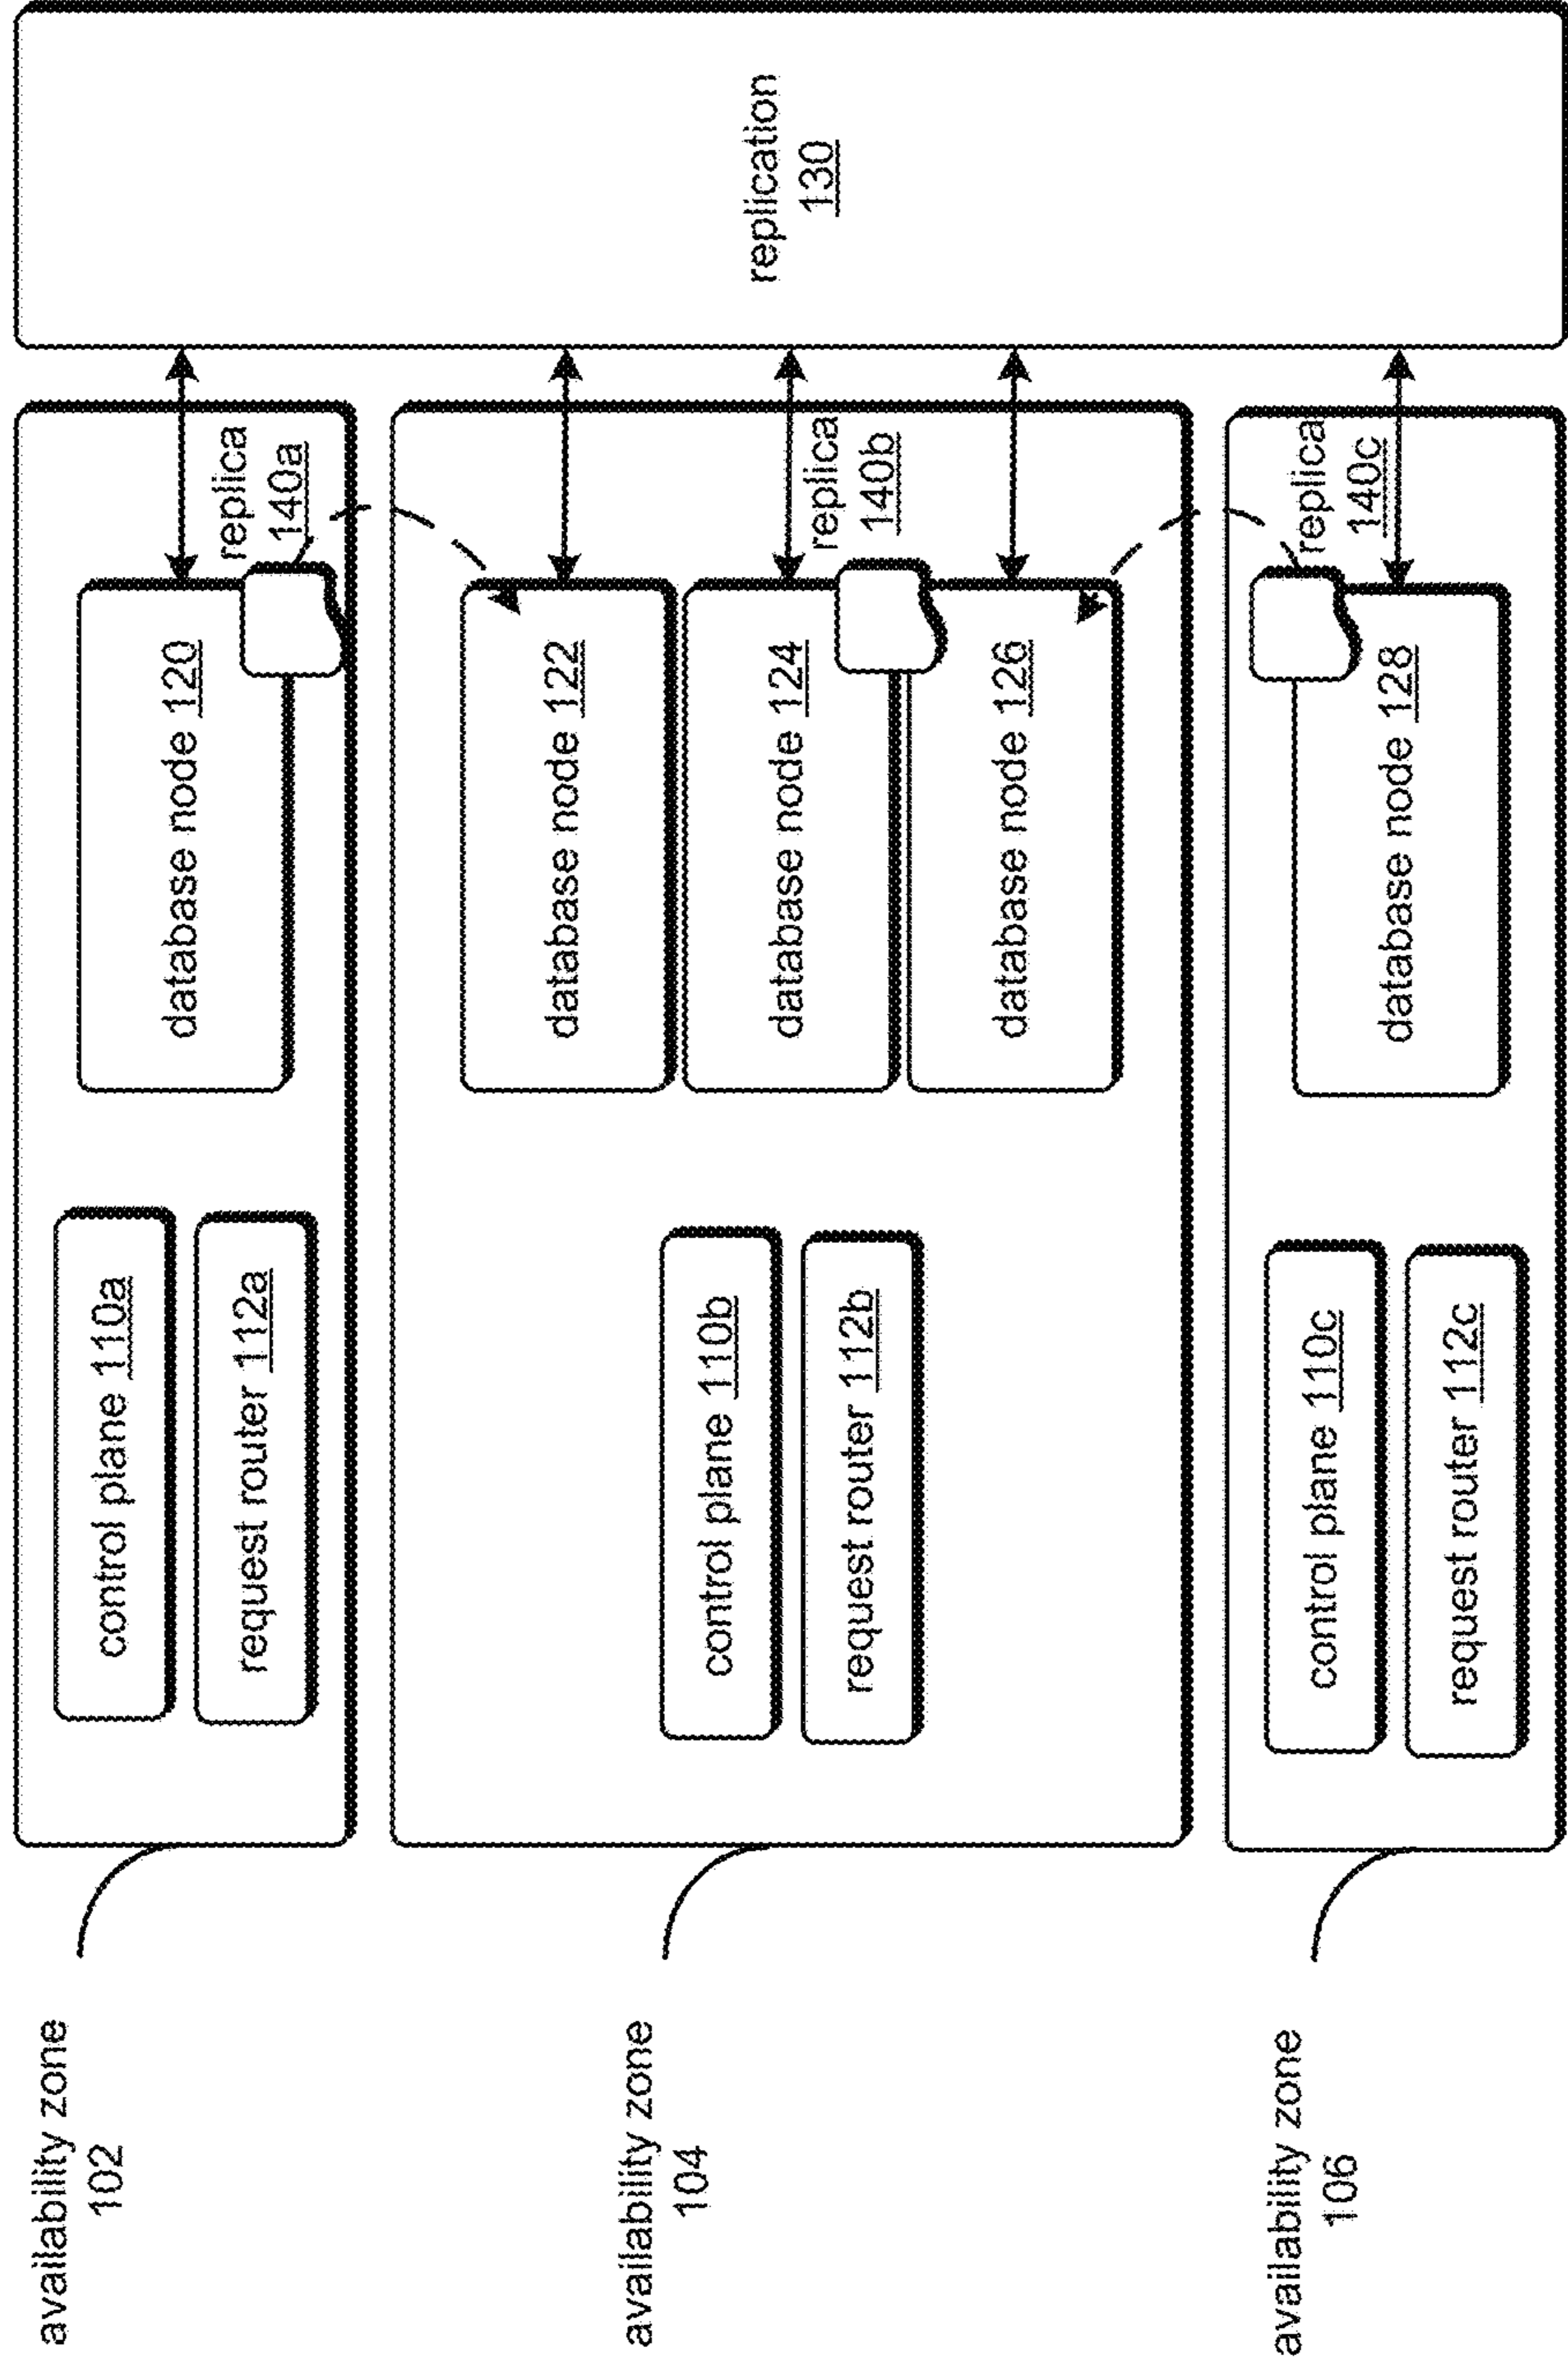 availability zone
102
control plane 110a
request router 112a
database node 120
replica
140a
availability zone
104
control plane 110b
request router 112b
database node 122
database node 124
database node 126
replica
140b
availability zone
106
control plane 110c
request router 112c
database node 128
replica
140c
replication
130